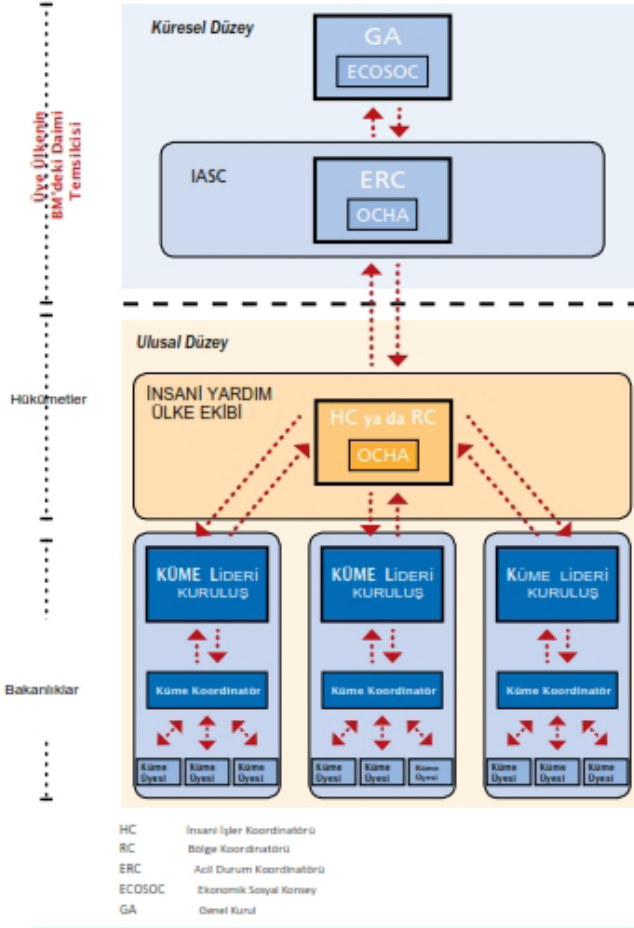 Küresel Düzey
GA
ECOSOC
Üye Ülkenin
BM'deki Daimi
Temsilcisi
IASC
ERC
OCHA
Ulusal Düzey
Hükümetler
İNSANİ YARDIM
ÜLKE EKİBİ
HC ya da RC
OCHA
KÜME LİDERİ
KURULUŞ
KÜME LİDERİ
KURULUŞ
KÜME LİDERİ
KURULUŞ
Bakanlıklar
Küme Koordinatör
Küme Koordinatör
Küme Koordinatör
Küme
Üyesi
Küme
Üyesi
Küme
Üyesi
Küme
Üyesi
Küme
Üyesi
Küme
Üyesi
Küme
Üyesi
Küme
Üyesi
Küme
Üyesi
HC İnsani İşler Koordinatörü
RC Bölge Koordinatörü
ERC Acil Durum Koordinatörü
ECOSOC Ekonomik Sosyal Konsey
GA Genel Kurul